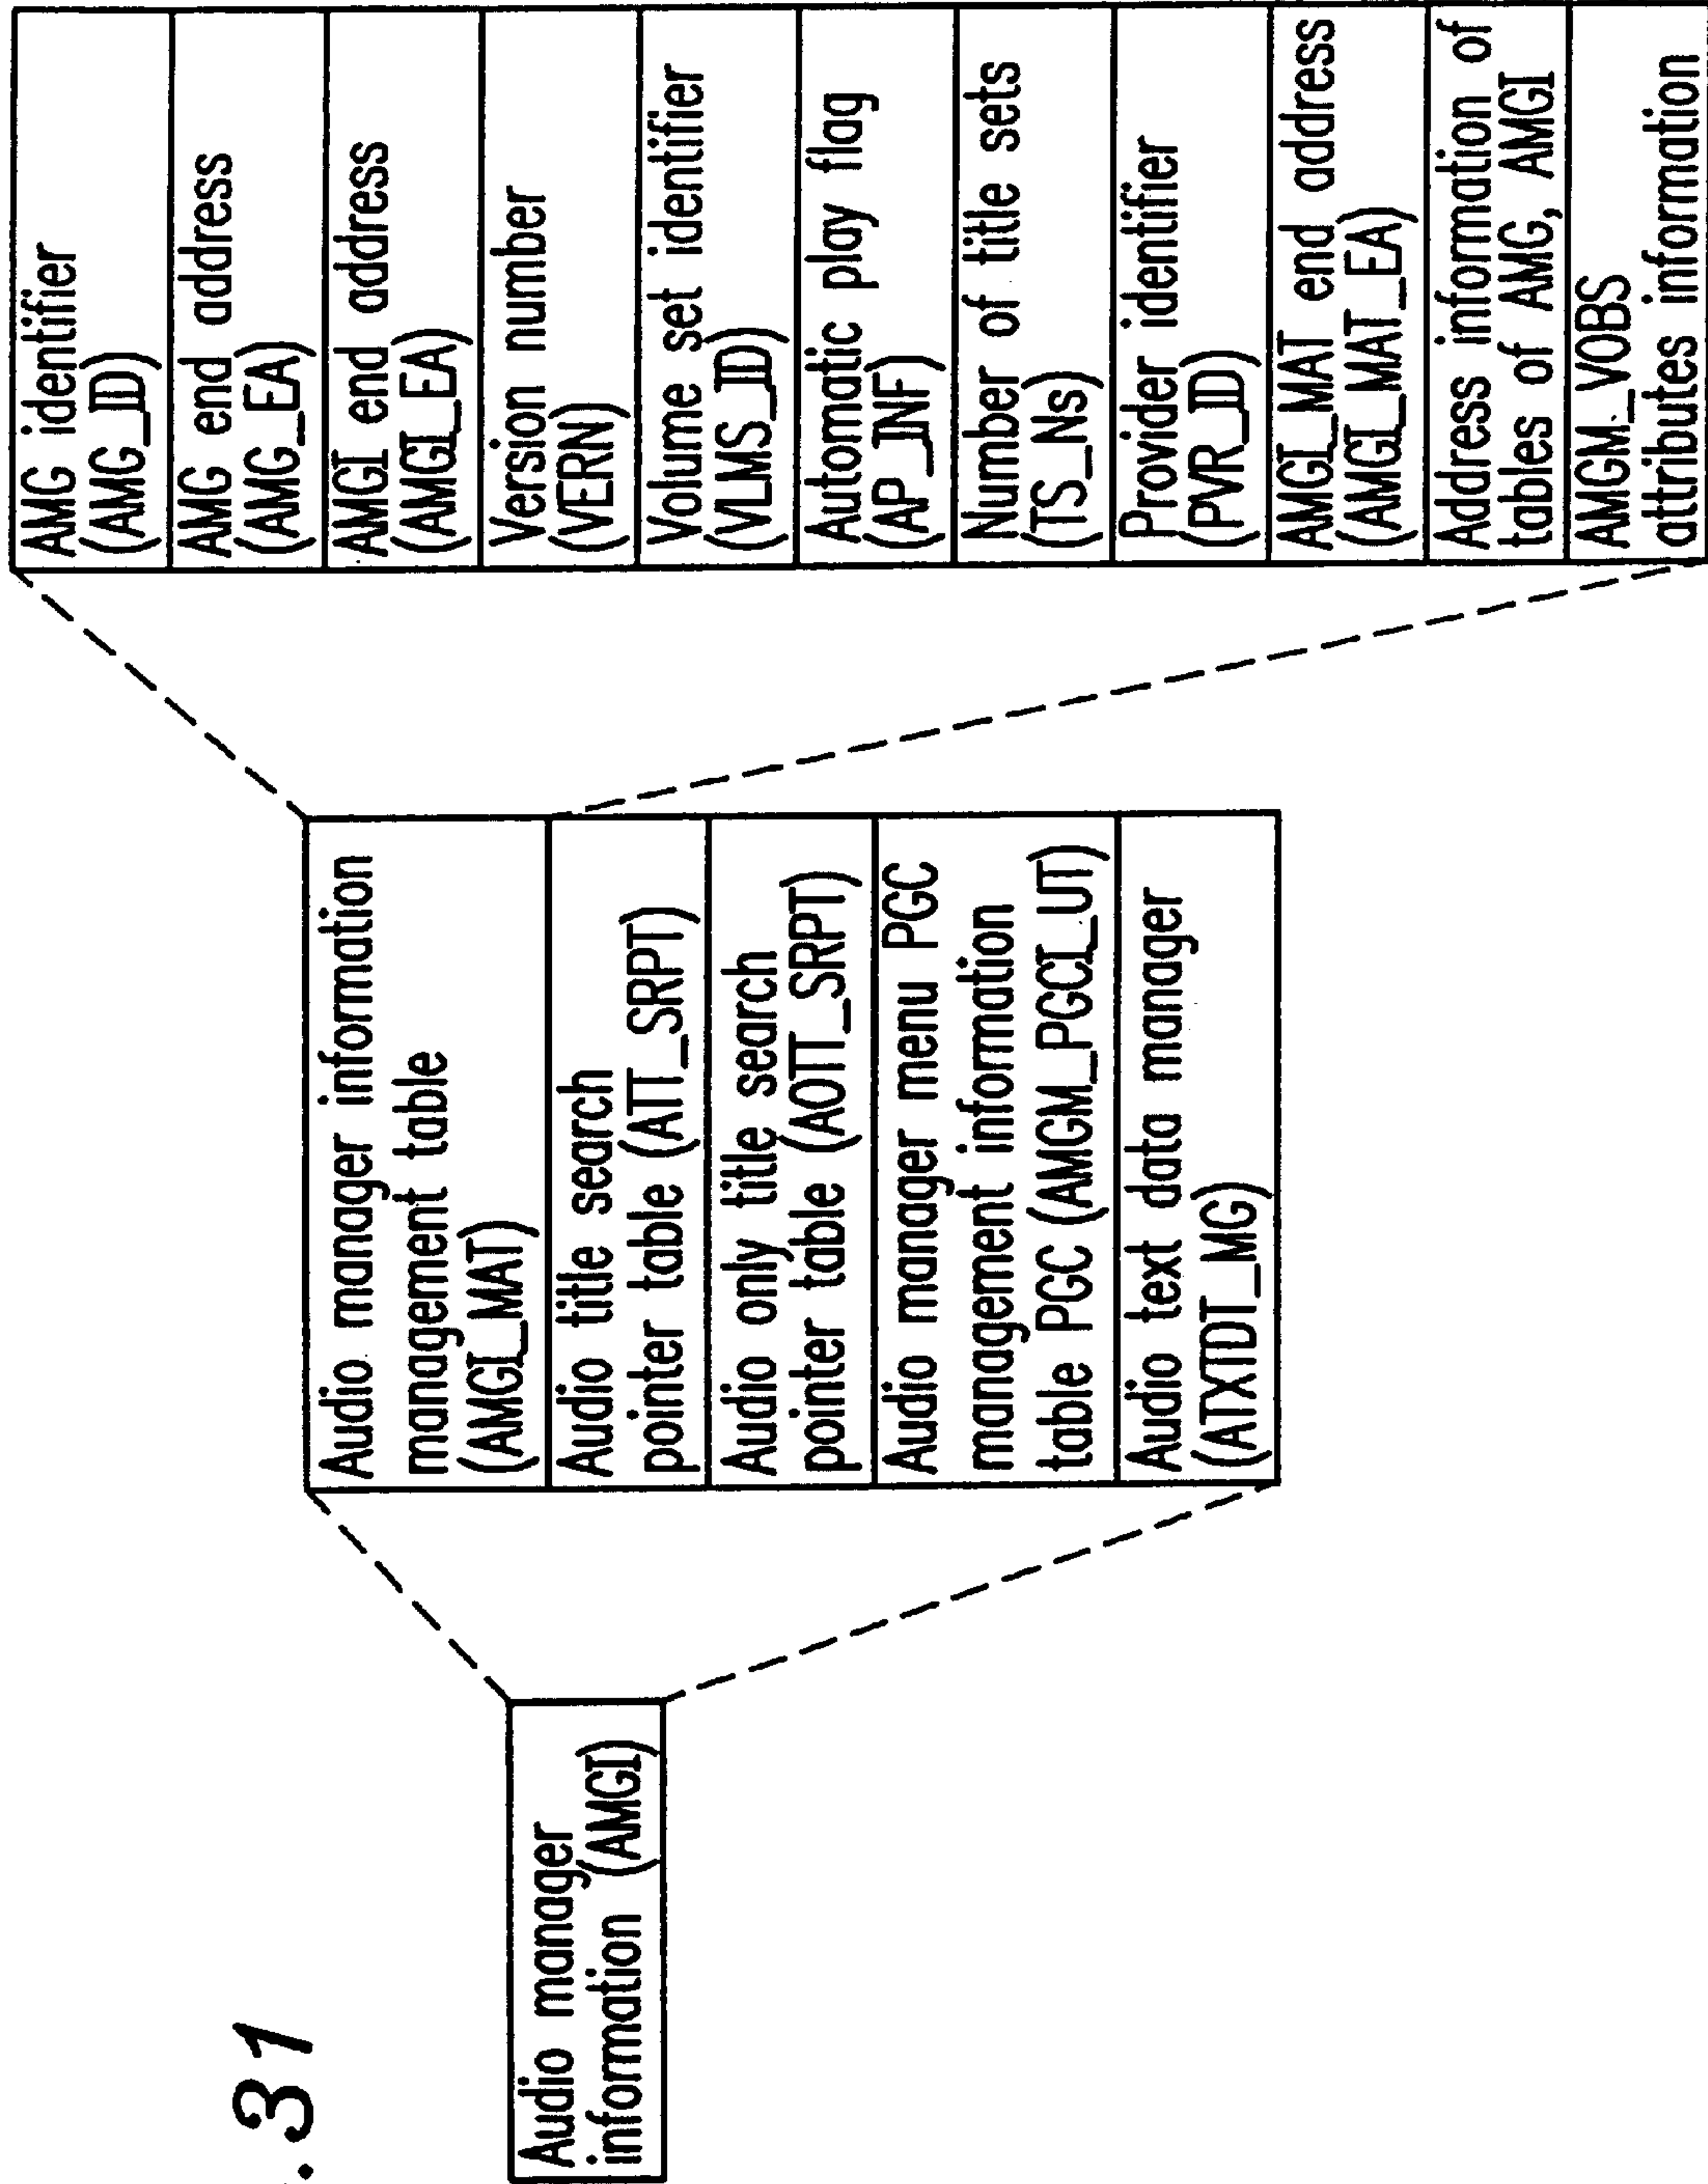 .31
Audio manager
information (AMGI)
Audio manager information
management table
(AMGI_MAT)
Audio title search
pointer table (ATT_SRPT)
Audio only title search
pointer table (AOTT_SRPT)
Audio manager menu PGC
management information
table PGC (AMGM_PGCI_UT)
Audio text data manager
(ATXTDT_MG)
AMG identifier
(AMG_ID)
AMG end address
(AMG_EA)
AMGI end address
(AMGI_EA)
Version number
(VERN)
Volume set identifier
(VLMS_ID)
Automatic play flag
(AP_INF)
Number of title sets
(TS_Ns)
Provider identifier
(PVR_ID)
AMGI_MAT end address
(AMGI_MAT_EA)
Address information of
tables of AMG, AMGI
AMGM_VOBS
attributes information